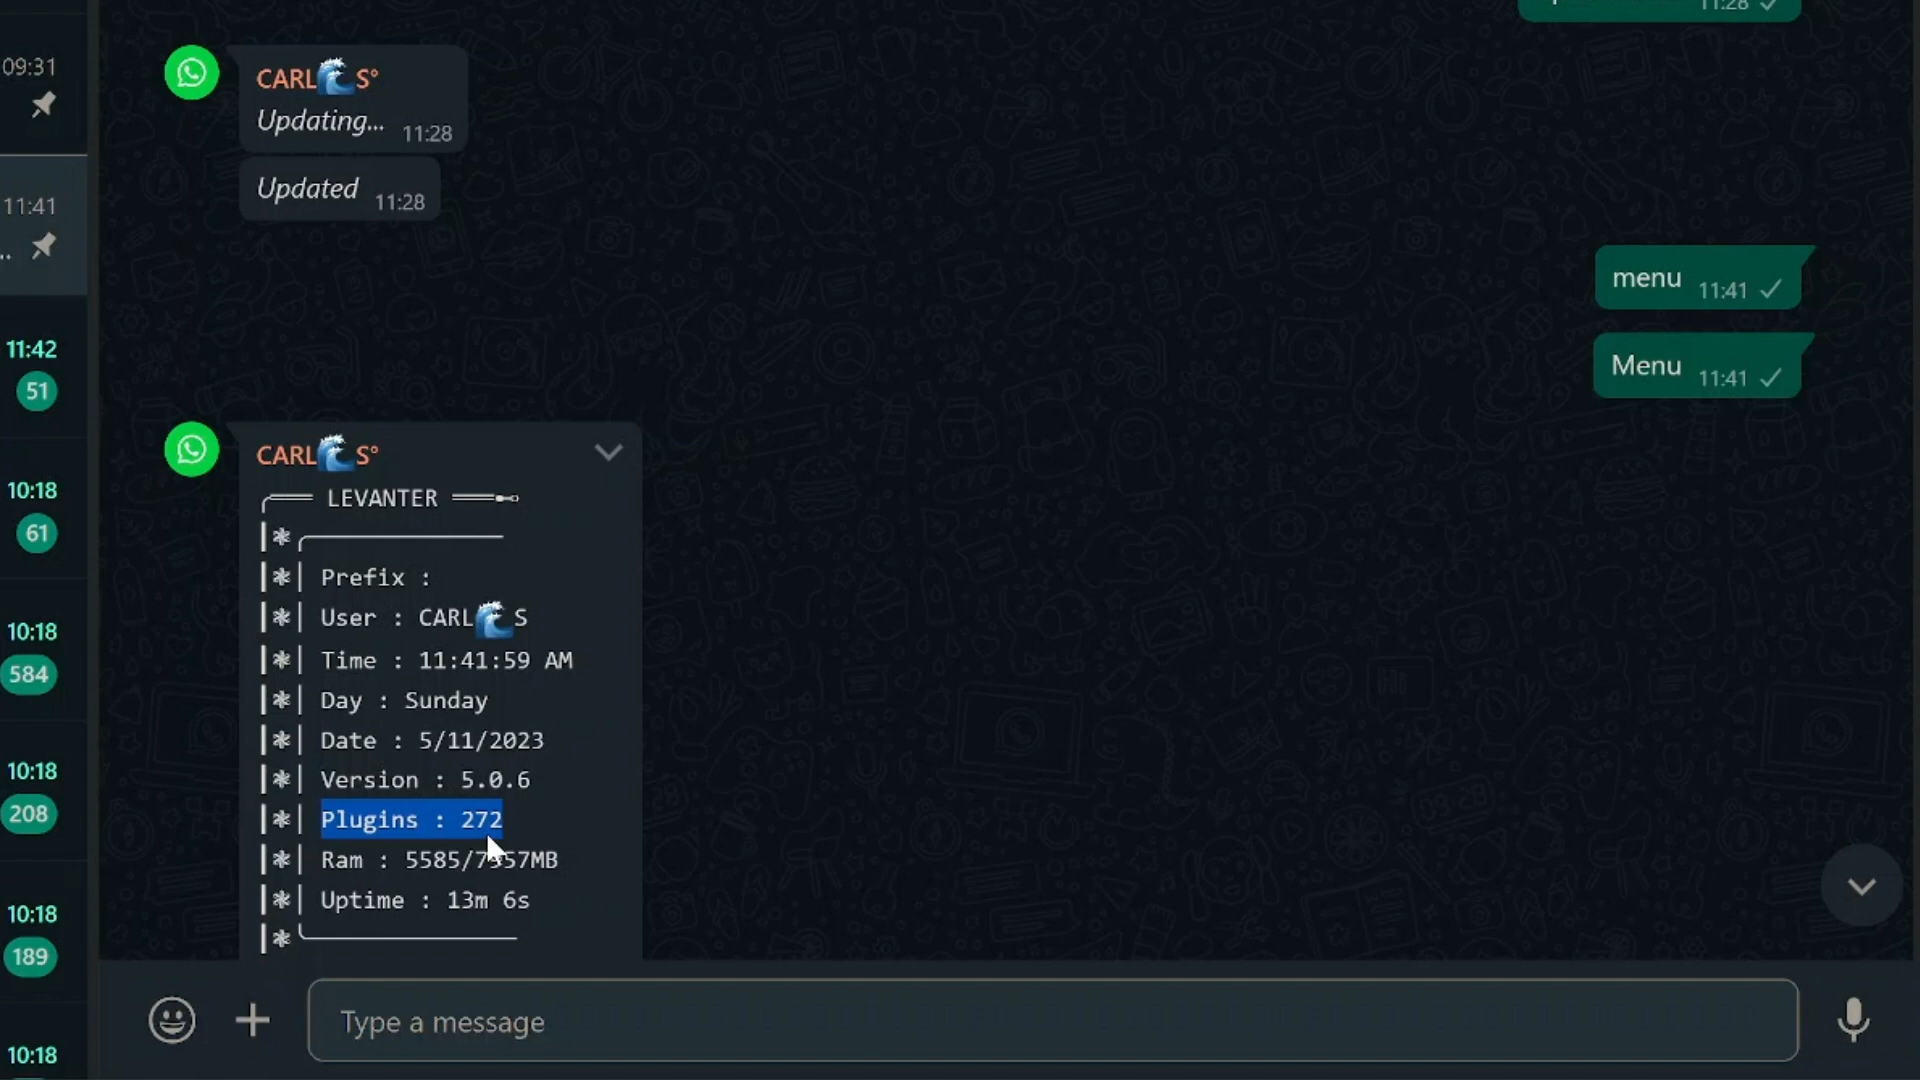 11:28
09:31
CARL🌊S°
Updating... 11:28
Updated 11:28
11:41
menu 11:41
11:42
51
Menu 11:41
CARL🌊S°
LEVANTER
10:18
61
Prefix :
User : CARL🌊S
10:18
584
Time : 11:41:59 AM
Day : Sunday
Date : 5/11/2023
10:18
208
Version : 5.0.6
Plugins : 272
Ram : 5585/7957MB
Uptime : 13m 6s
10:18
189
Type a message
10:18